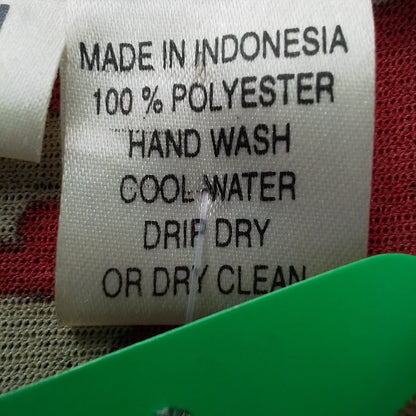 MADE IN INDONESIA
100 % POLYESTER
HAND WASH
COOL WATER
DRIP DRY
OR DRY CLEAN